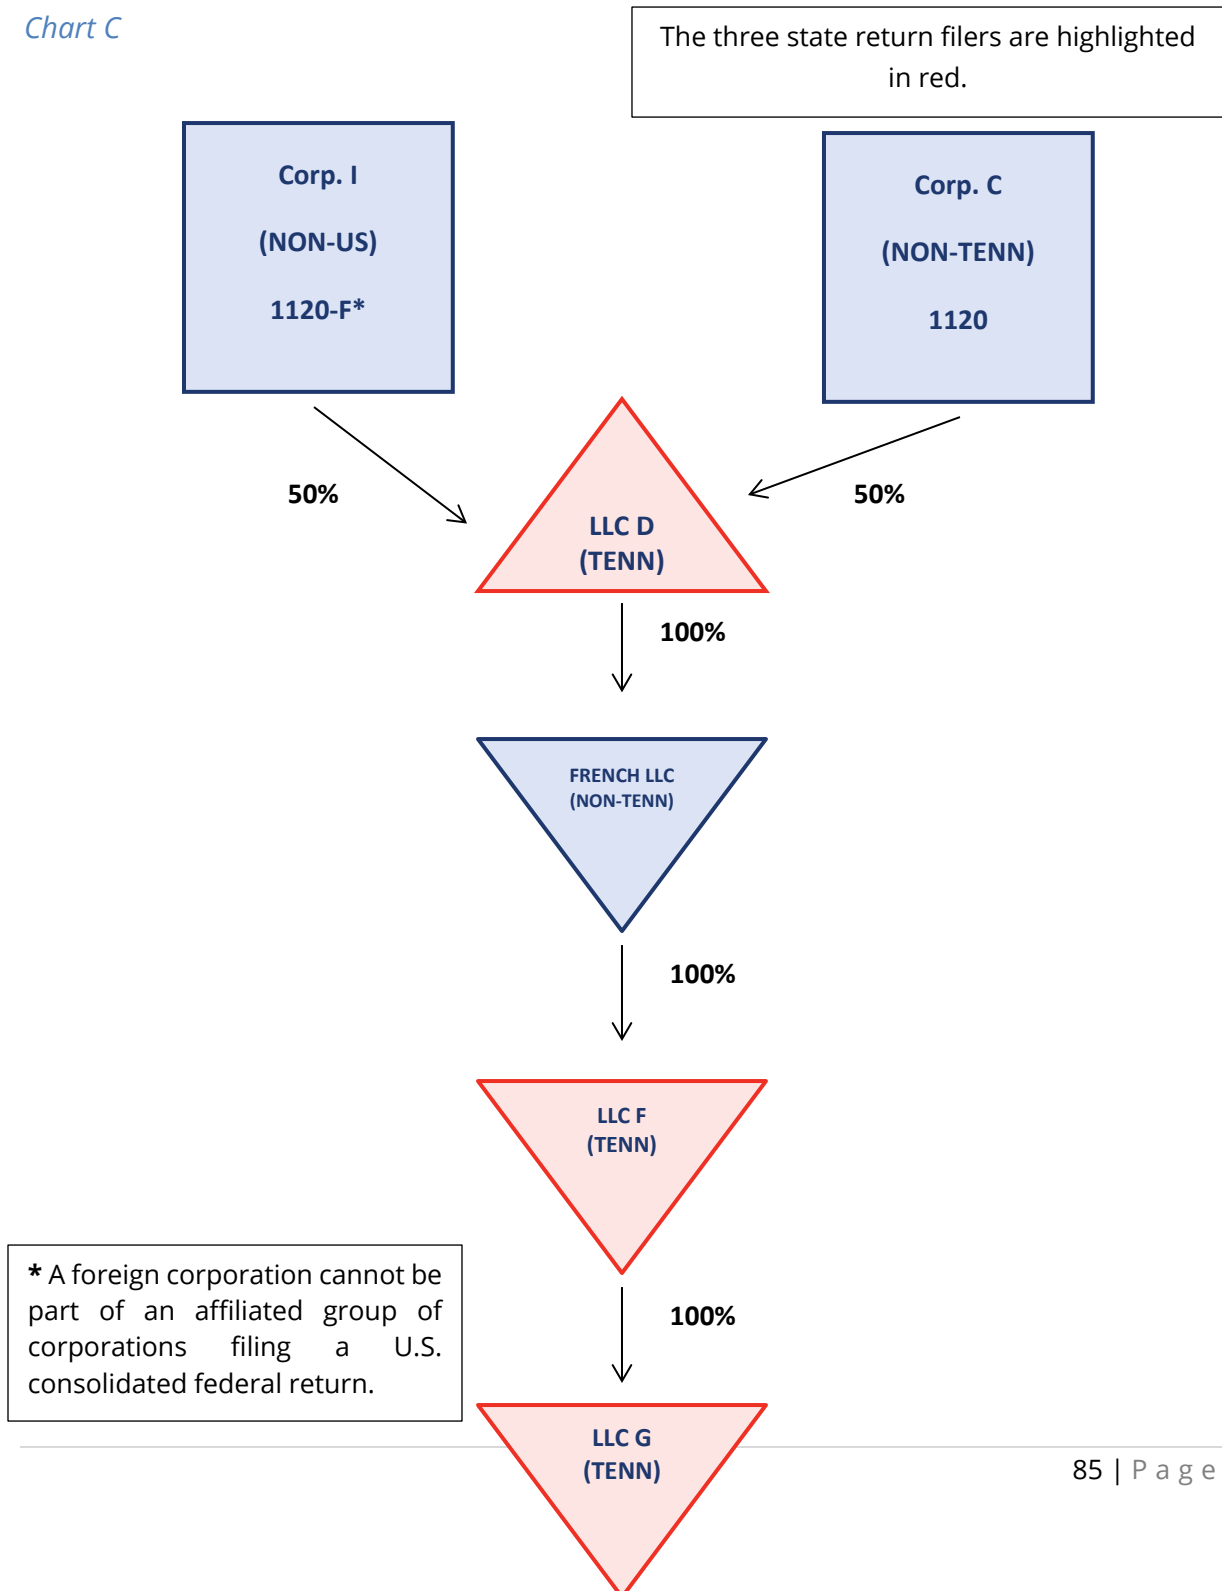 Chart C
The three state return filers are highlighted
in red.
Corp. I
(NON-US)
1120-F*
Corp. C
(NON-TENN)
1120
50%
50%
LLC D
(TENN)
100%
FRENCH LLC
(NON-TENN)
100%
LLC F
(TENN)
* A foreign corporation cannot be
part of an affiliated group of
corporations filing a U.S.
consolidated federal return.
100%
LLC G
(TENN)
85 | P a g e